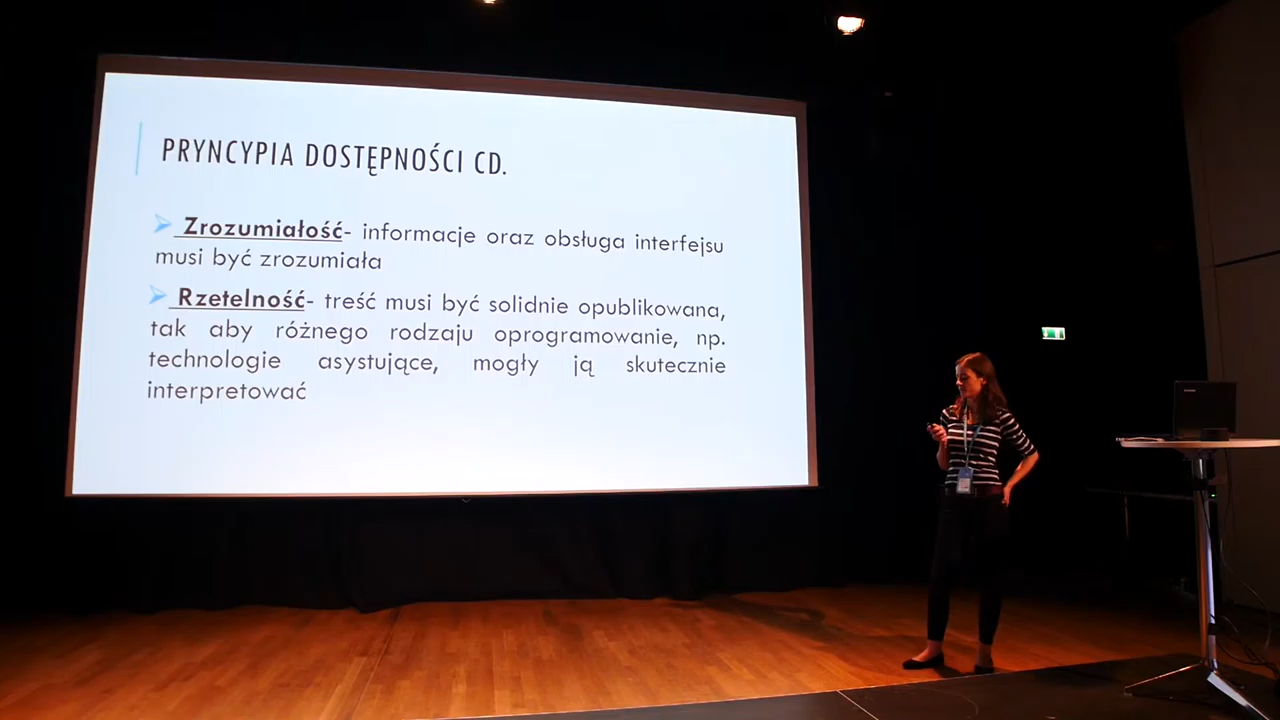 PRYNCYPIA DOSTĘPNOŚCI CD.
Zrozumiałość- informacje oraz obsługa interfejsu
musi być zrozumiała
Rzetelność- treść musi być solidnie opublikowana,
tak aby różnego rodzaju oprogramowanie, np.
technologie asystujące, mogły ją skutecznie
interpretować